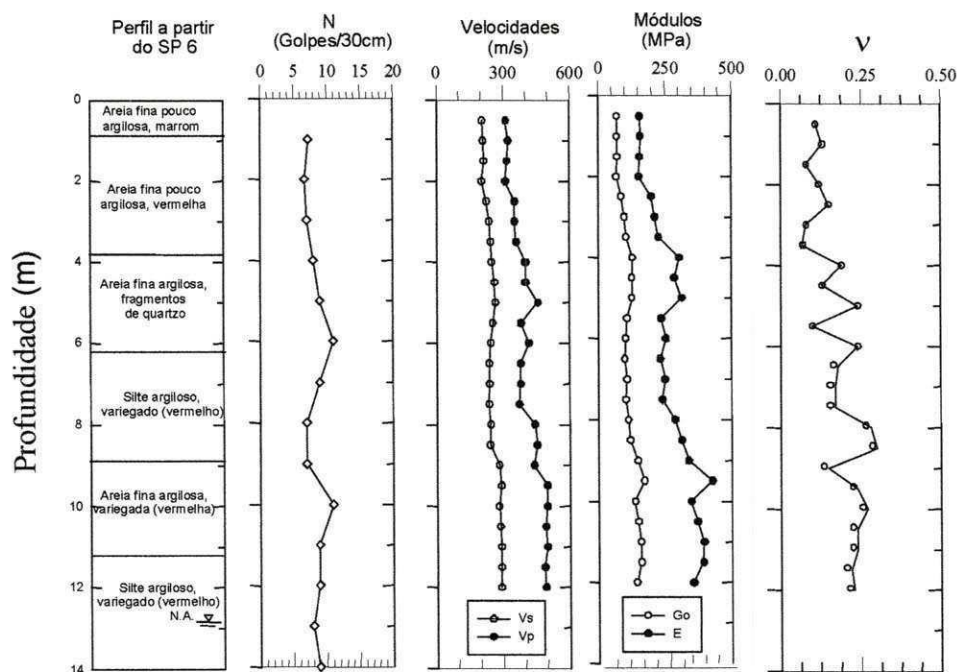 Perfil a partir
do SP 6
N
(Golpes/30cm)
Velocidades
(m/s)
Módulos
(MPa)
ν
0 5 10 15 20
0 300 600
0 250 500
0.00 0.25 0.50
Profundidade (m)
0
2
4
6
8
10
12
14
Areia fina pouco
argilosa, marrom
Areia fina pouco
argilosa, vermelha
Areia fina argilosa,
fragmentos
de quartzo
Silte argiloso,
variegado (vermelho)
Areia fina argilosa,
variegada (vermelha)
Silte argiloso,
variegado (vermelho)
N.A.
Vs
Vp
Go
E